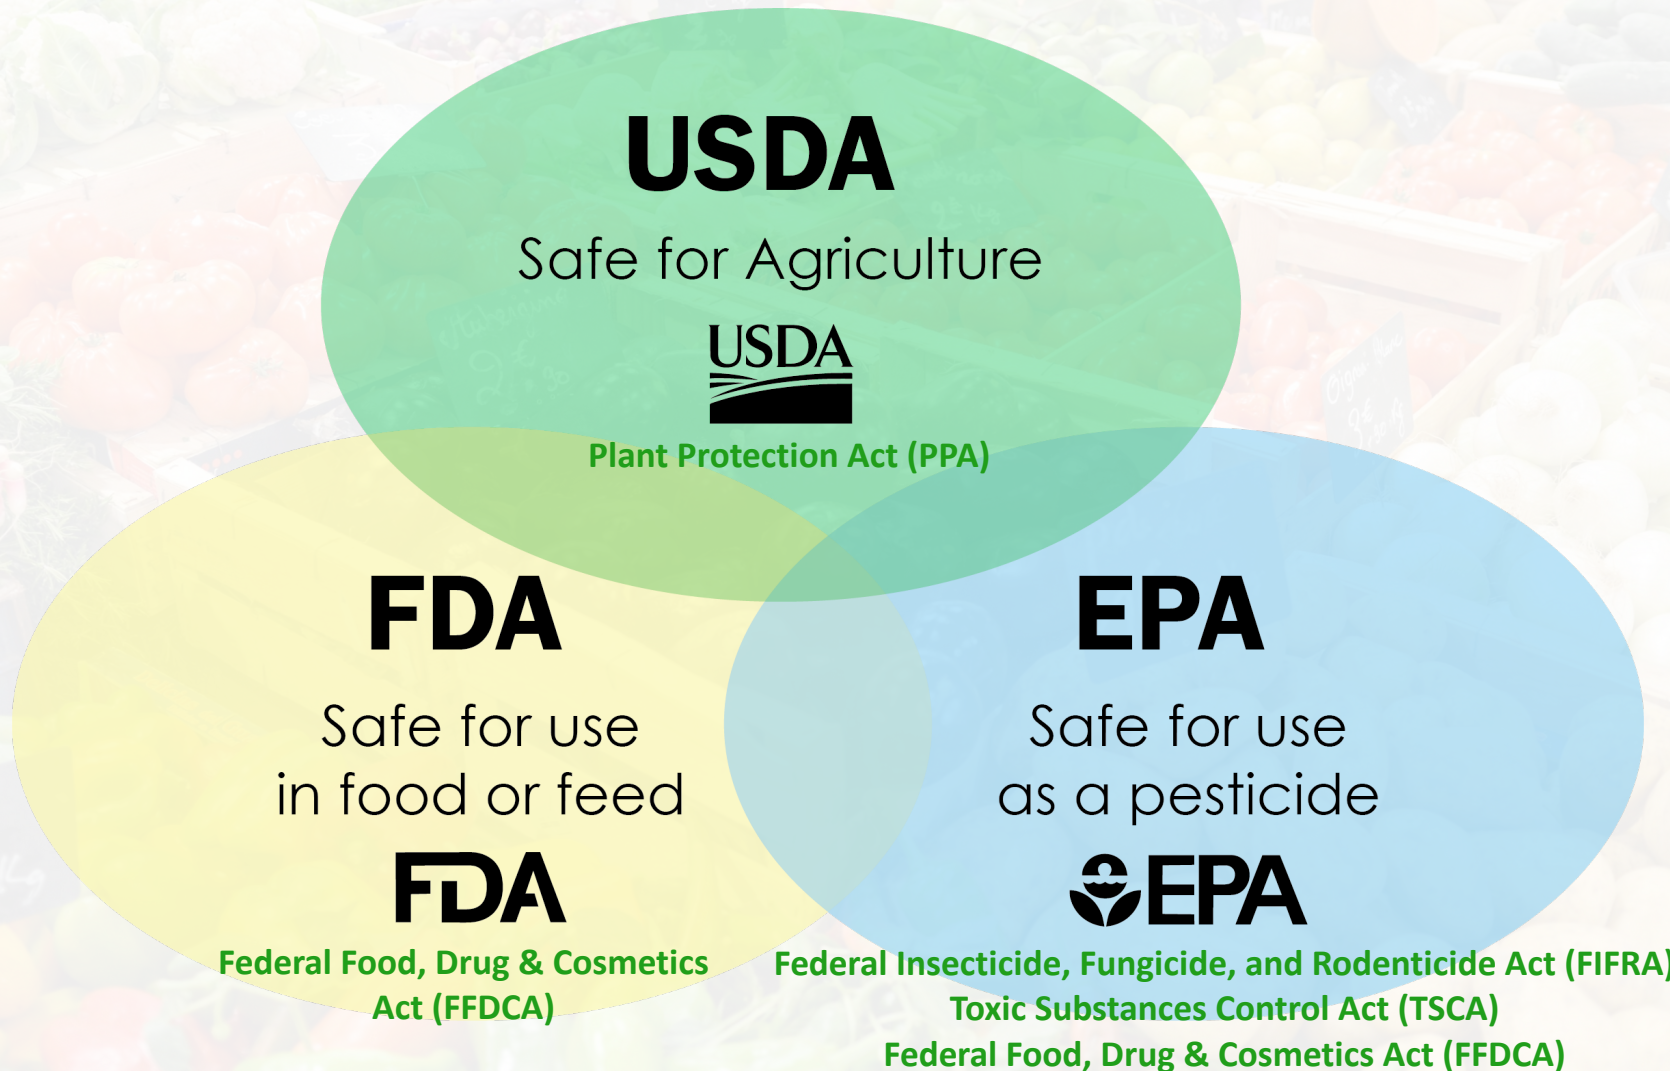 USDA
Safe for Agriculture
USDA
Plant Protection Act (PPA)
FDA
Safe for use
in food or feed
FDA
Federal Food, Drug & Cosmetics
Act (FFDCA)
EPA
Safe for use
as a pesticide
EPA
Federal Insecticide, Fungicide, and Rodenticide Act (FIFRA)
Toxic Substances Control Act (TSCA)
Federal Food, Drug & Cosmetics Act (FFDCA)